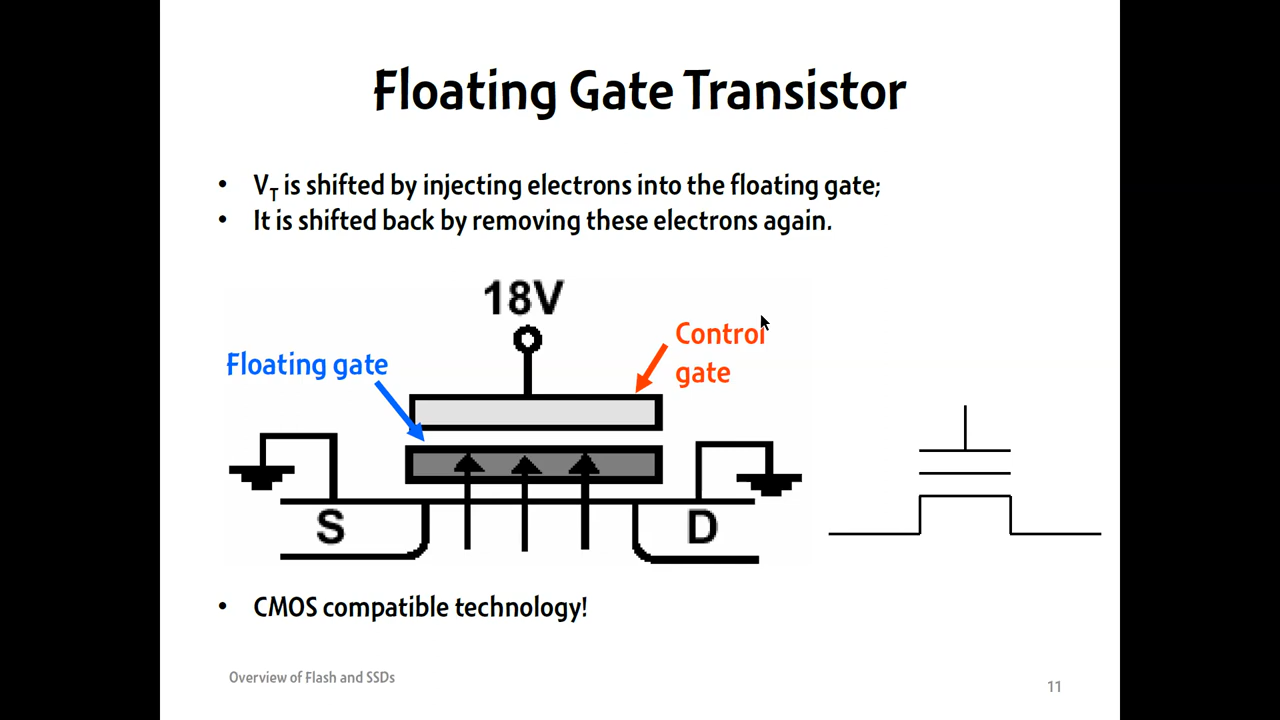 Floating Gate Transistor
• V_T is shifted by injecting electrons into the floating gate;
• It is shifted back by removing these electrons again.
18V
Control
gate
Floating gate
S
D
• CMOS compatible technology!
Overview of Flash and SSDs
11